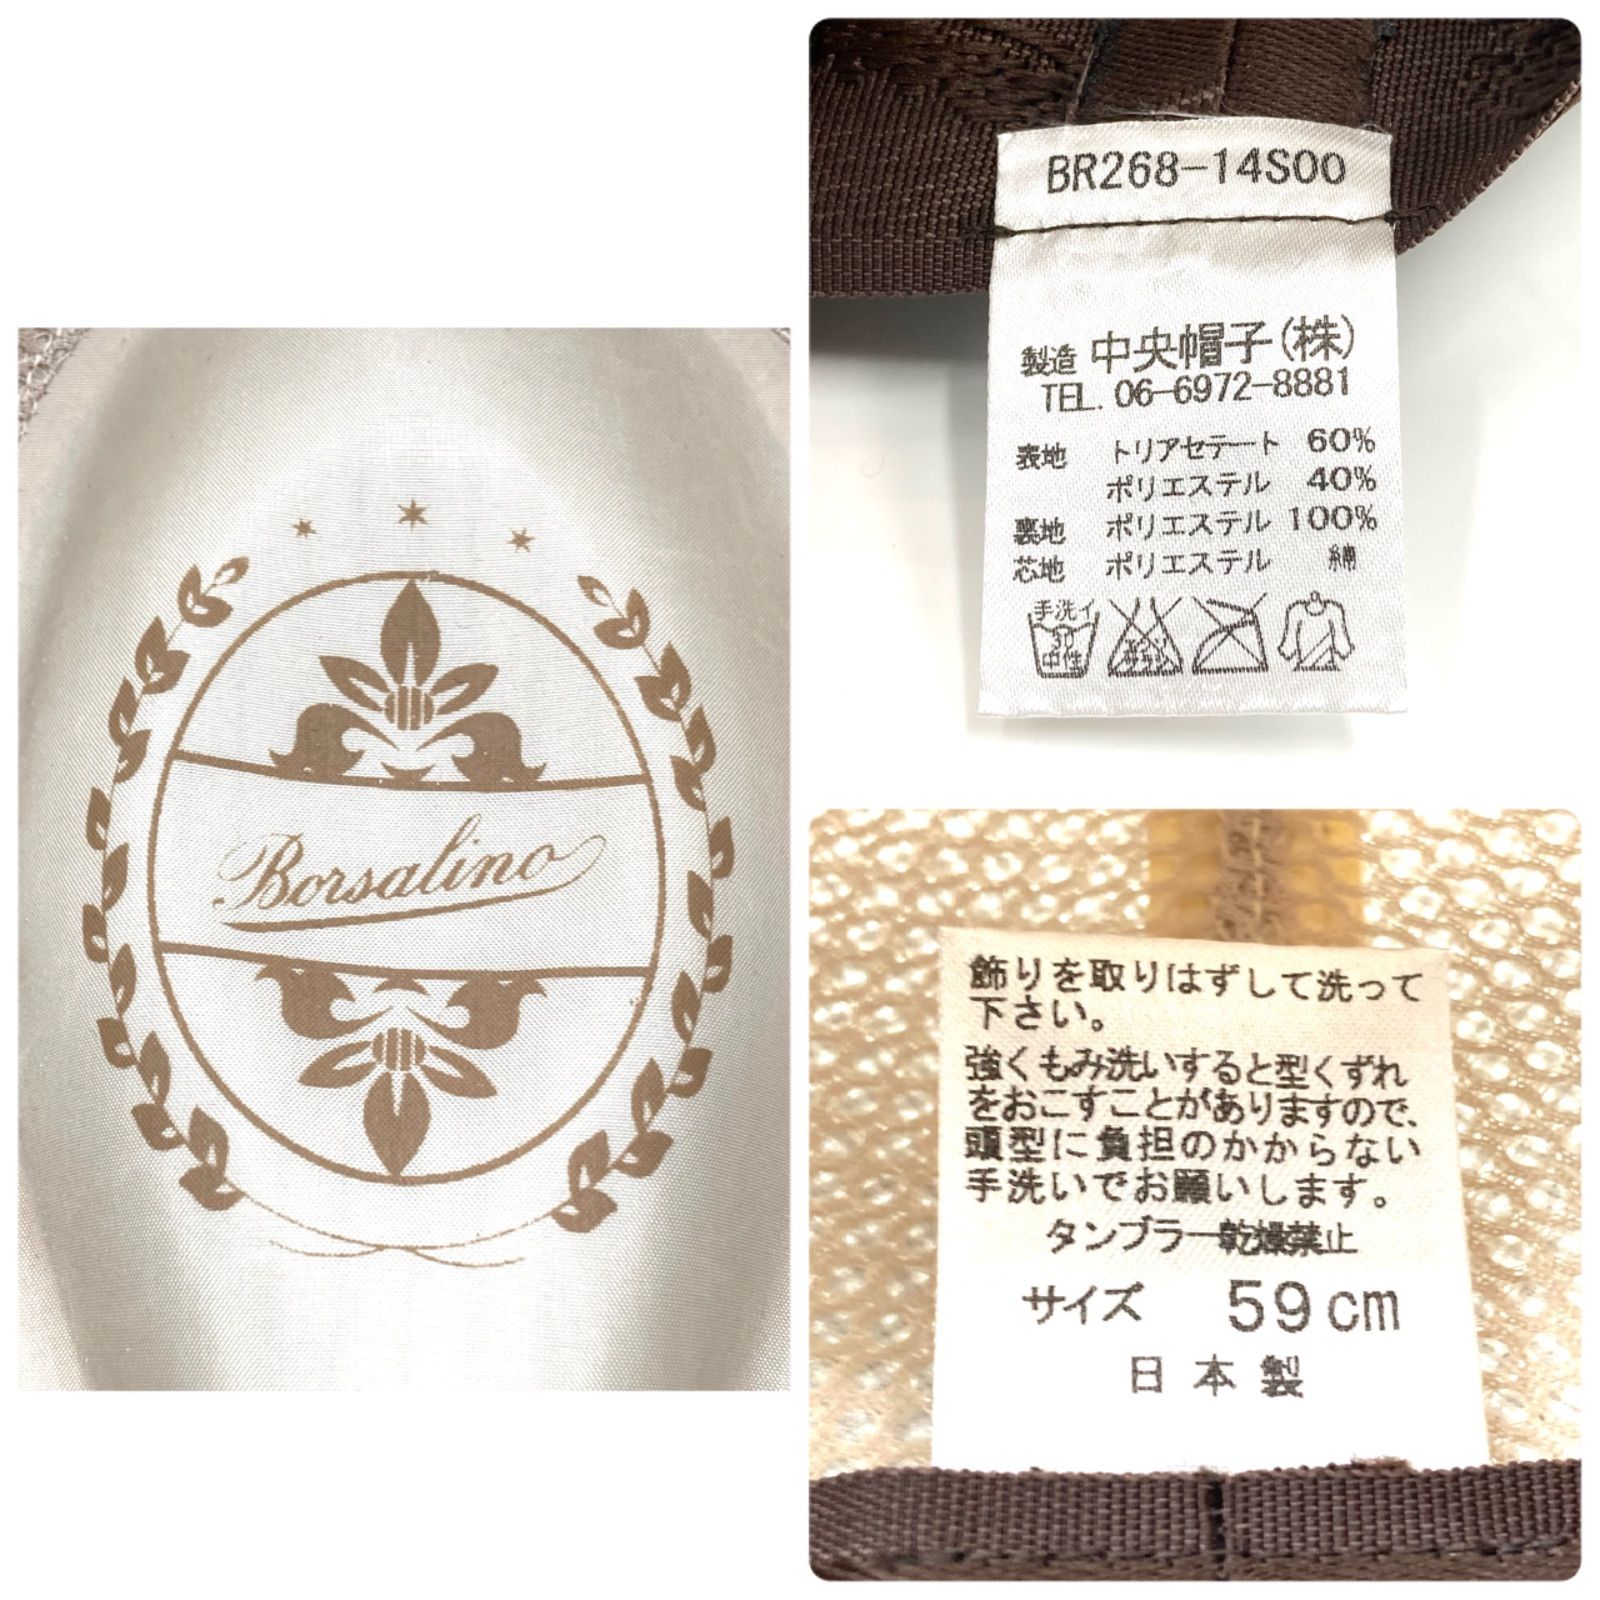 Borsalino
BR268-14S00
製造 中央帽子(株)
TEL. 06-6972-8881
表地 トリアセテート 60%
ポリエステル 40%
裏地 ポリエステル 100%
芯地 ポリエステル 綿
手洗イ
30
中性
飾りを取りはずして洗って
下さい。
強くもみ洗いすると型くずれ
をおこすことがありますので、
頭型に負担のかからない
手洗いでお願いします。
タンブラー乾燥禁止
サイズ 59cm
日本製